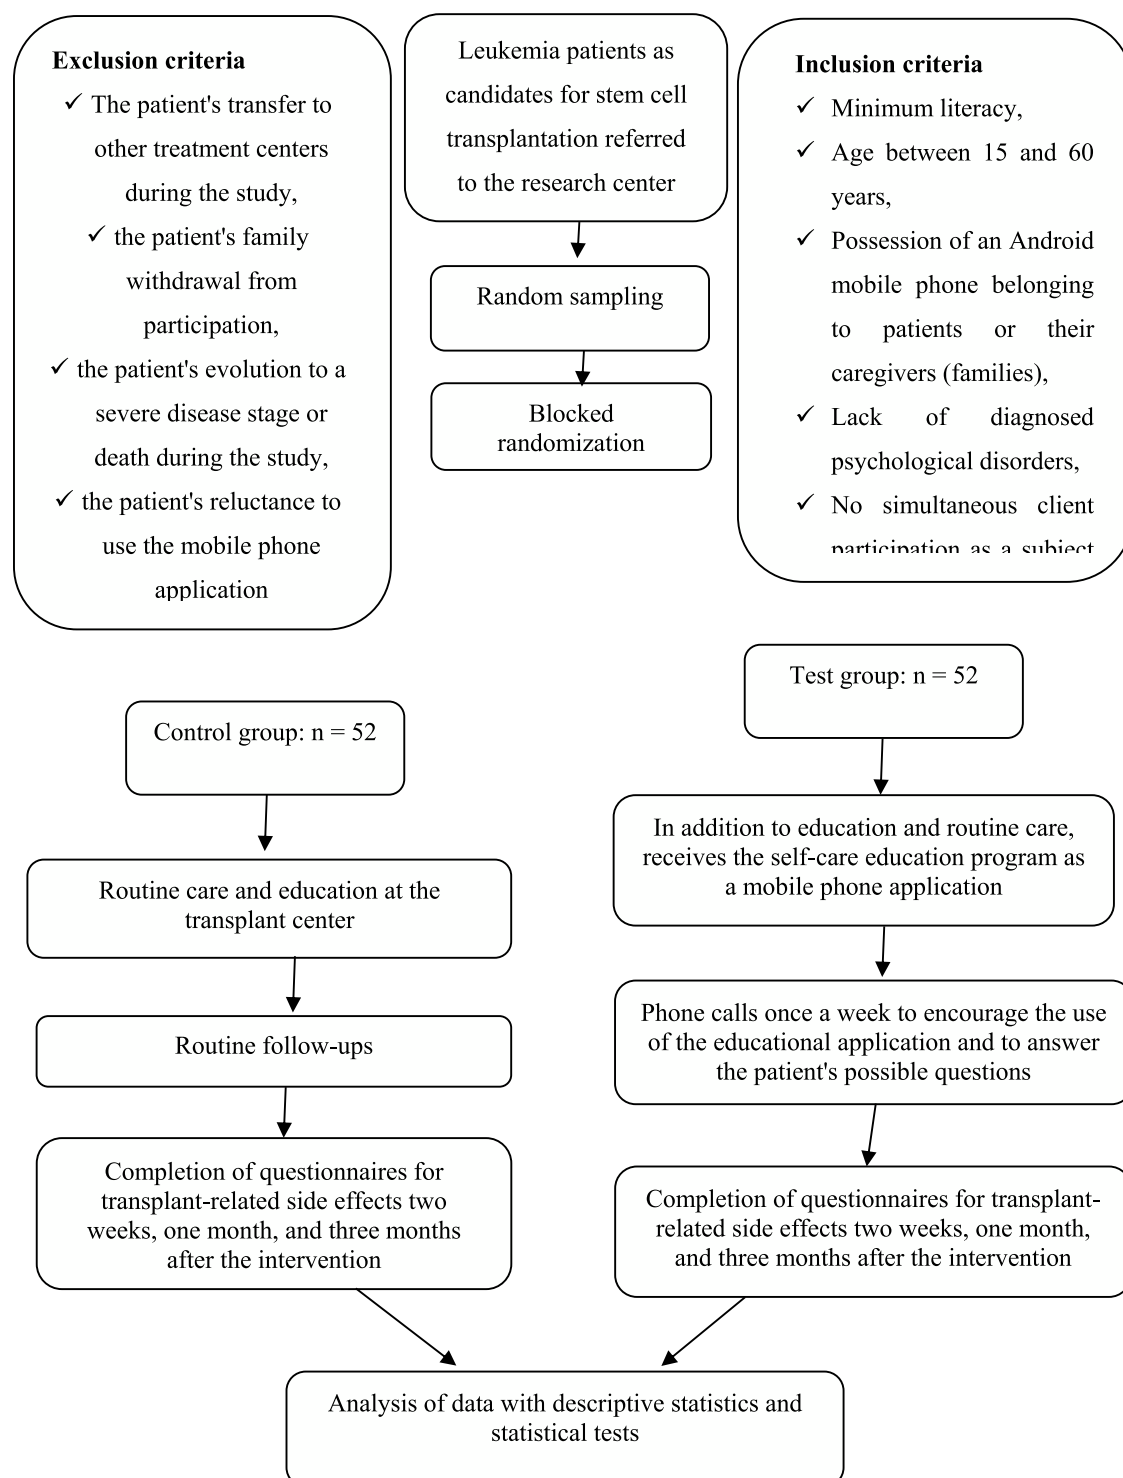 Exclusion criteria
✓ The patient's transfer to
other treatment centers
during the study,
✓ the patient's family
withdrawal from
participation,
✓ the patient's evolution to a
severe disease stage or
death during the study,
✓ the patient's reluctance to
use the mobile phone
application
Leukemia patients as
candidates for stem cell
transplantation referred
to the research center
Random sampling
Blocked
randomization
Inclusion criteria
✓ Minimum literacy,
✓ Age between 15 and 60
years,
✓ Possession of an Android
mobile phone belonging
to patients or their
caregivers (families),
✓ Lack of diagnosed
psychological disorders,
✓ No simultaneous client
participation as a subject
Control group: n = 52
Routine care and education at the
transplant center
Routine follow-ups
Completion of questionnaires for
transplant-related side effects two
weeks, one month, and three months
after the intervention
Test group: n = 52
In addition to education and routine care,
receives the self-care education program as
a mobile phone application
Phone calls once a week to encourage the use
of the educational application and to answer
the patient's possible questions
Completion of questionnaires for transplant-
related side effects two weeks, one month,
and three months after the intervention
Analysis of data with descriptive statistics and
statistical tests